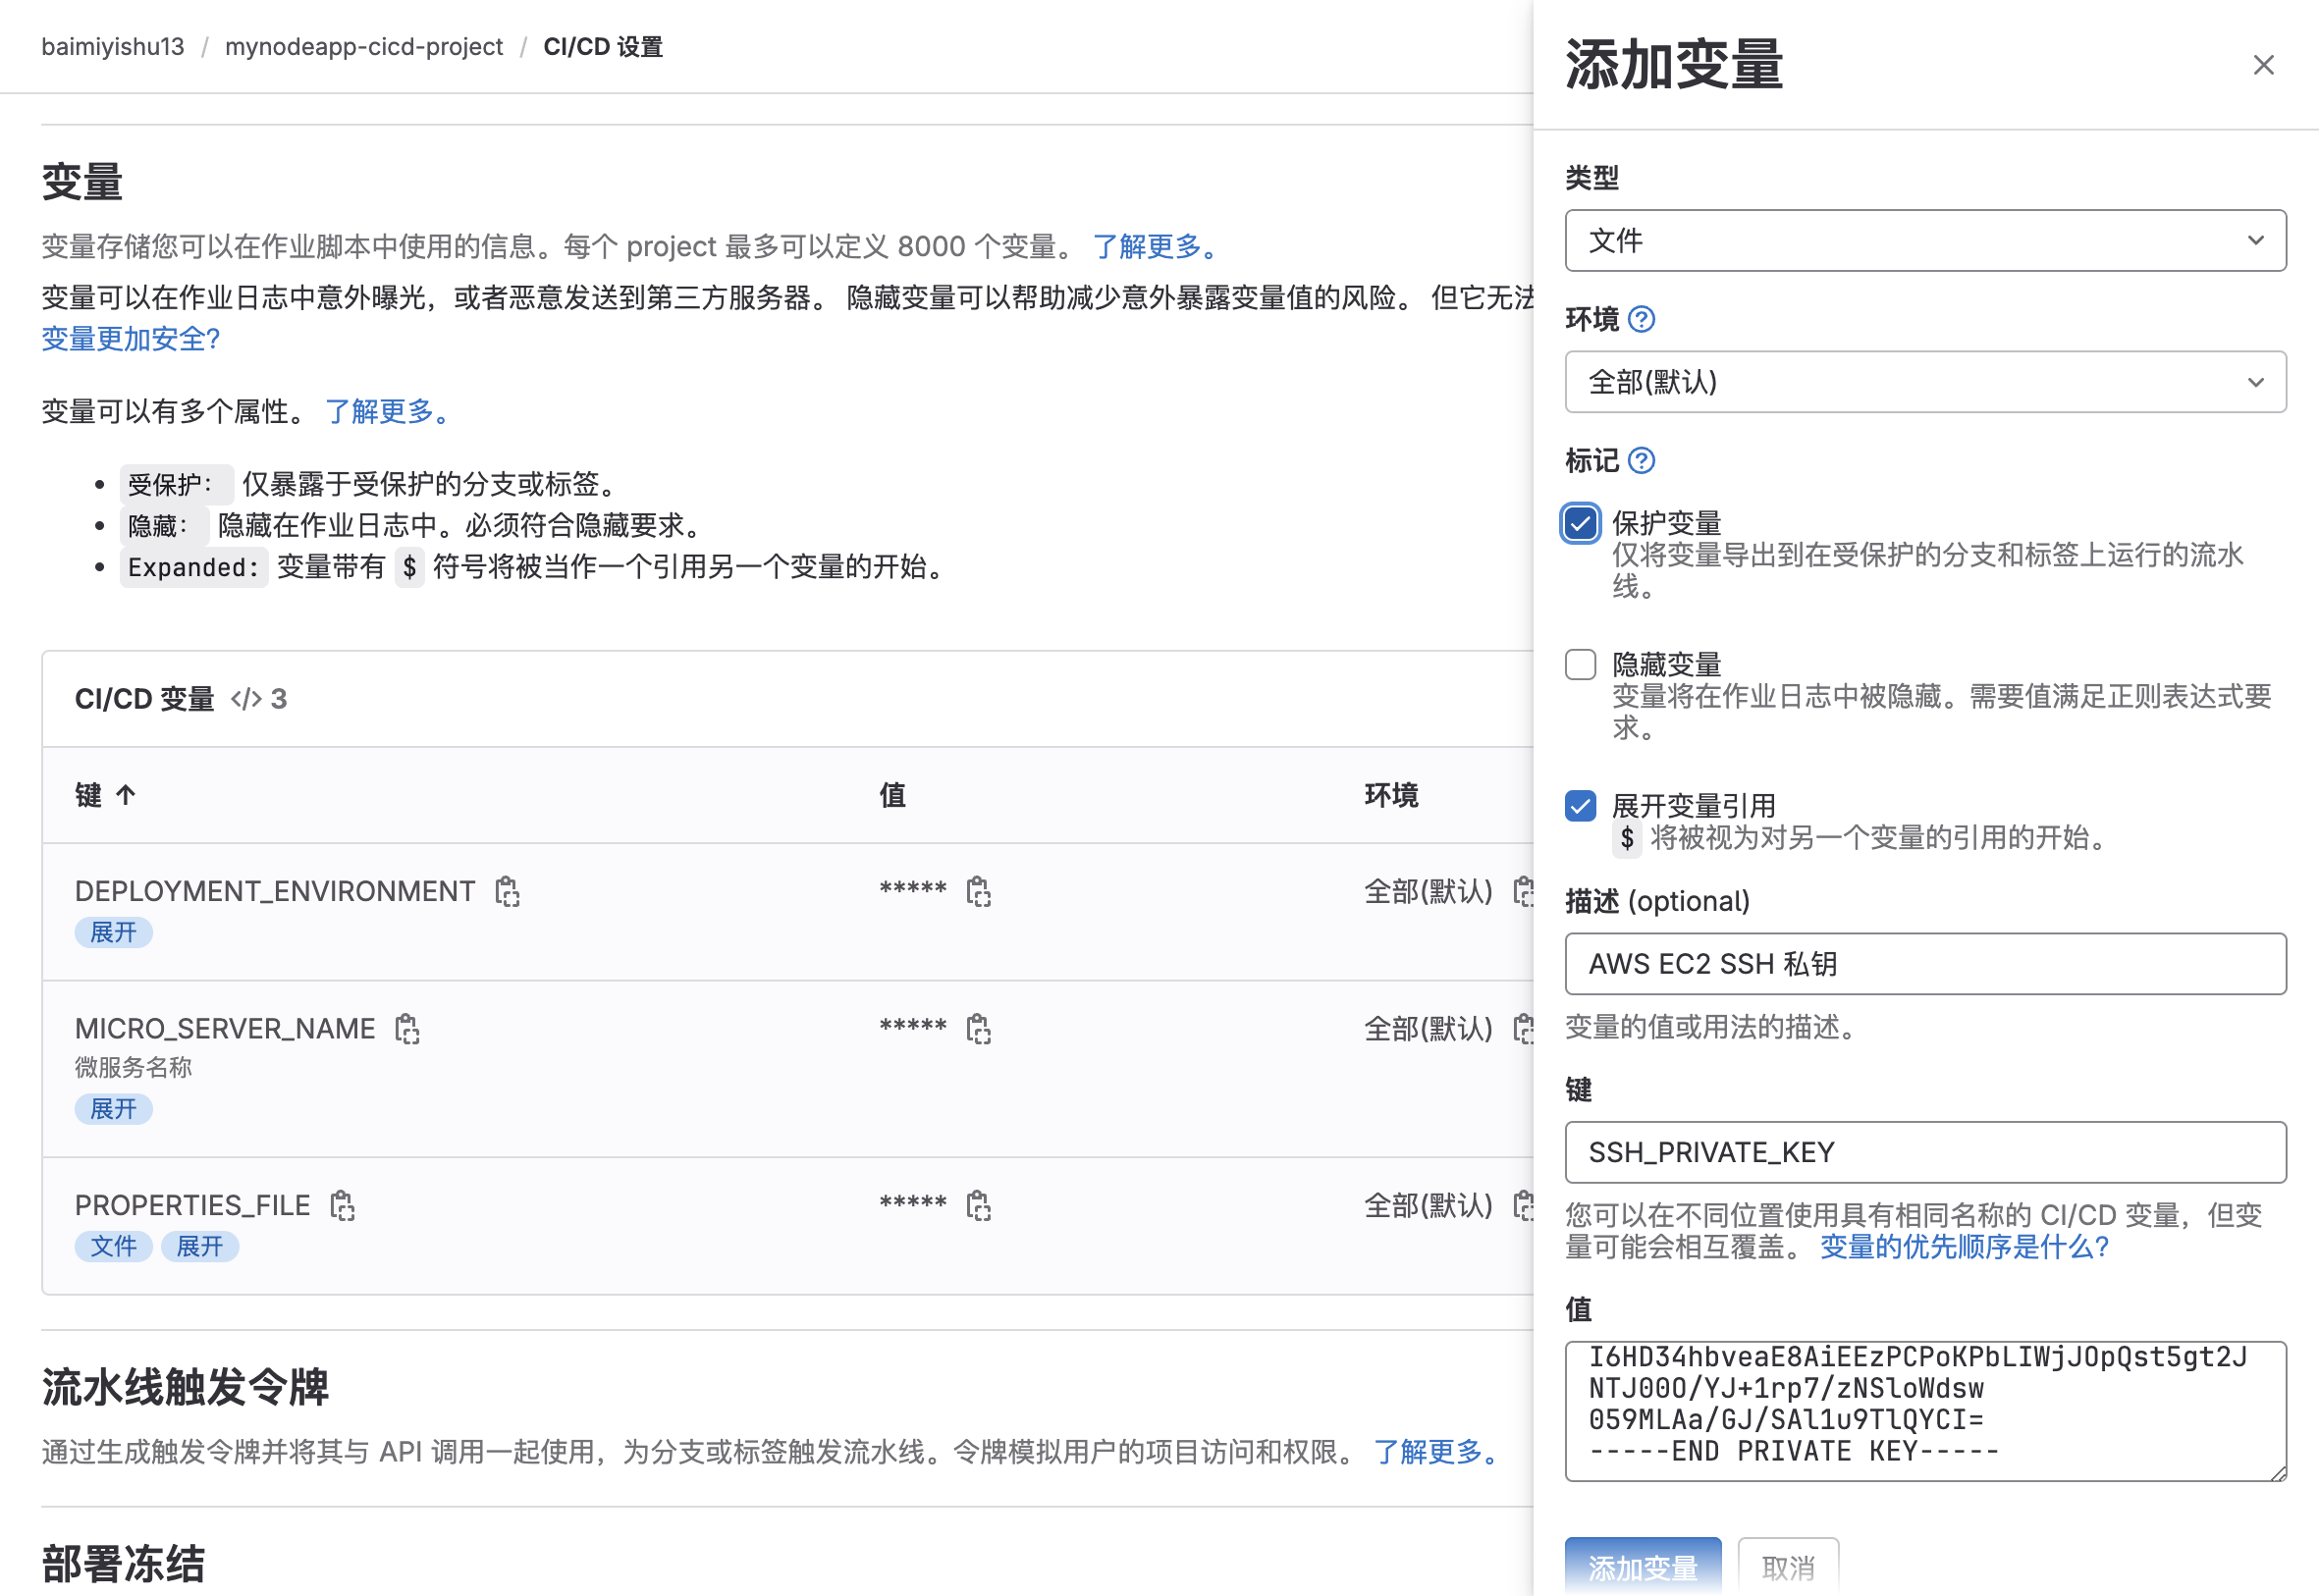 baimiyishu13 / mynodeapp-cicd-project / CI/CD 设置
变量
变量存储您可以在作业脚本中使用的信息。每个 project 最多可以定义 8000 个变量。 了解更多。
变量可以在作业日志中意外曝光，或者恶意发送到第三方服务器。 隐藏变量可以帮助减少意外暴露变量值的风险。 但它无法
变量更加安全?
变量可以有多个属性。 了解更多。
受保护： 仅暴露于受保护的分支或标签。
隐藏： 隐藏在作业日志中。必须符合隐藏要求。
Expanded: 变量带有 $ 符号将被当作一个引用另一个变量的开始。
CI/CD 变量 </> 3
键 ↑ 值 环境
DEPLOYMENT_ENVIRONMENT ***** 全部(默认)
展开
MICRO_SERVER_NAME ***** 全部(默认)
微服务名称
展开
PROPERTIES_FILE ***** 全部(默认)
文件 展开
流水线触发令牌
通过生成触发令牌并将其与 API 调用一起使用，为分支或标签触发流水线。令牌模拟用户的项目访问和权限。 了解更多。
部署冻结
添加变量
类型
文件
环境
全部(默认)
标记
保护变量
仅将变量导出到在受保护的分支和标签上运行的流水
线。
隐藏变量
变量将在作业日志中被隐藏。需要值满足正则表达式要
求。
展开变量引用
$ 将被视为对另一个变量的引用的开始。
描述 (optional)
AWS EC2 SSH 私钥
变量的值或用法的描述。
键
SSH_PRIVATE_KEY
您可以在不同位置使用具有相同名称的 CI/CD 变量，但变
量可能会相互覆盖。 变量的优先顺序是什么?
值
I6HD34hbveaE8AiEEzPCPoKPbLIWjJOpQst5gt2J
NTJ00O/YJ+1rp7/zNSloWdsw
059MLAa/GJ/SAl1u9TlQYCI=
-----END PRIVATE KEY-----
添加变量 取消